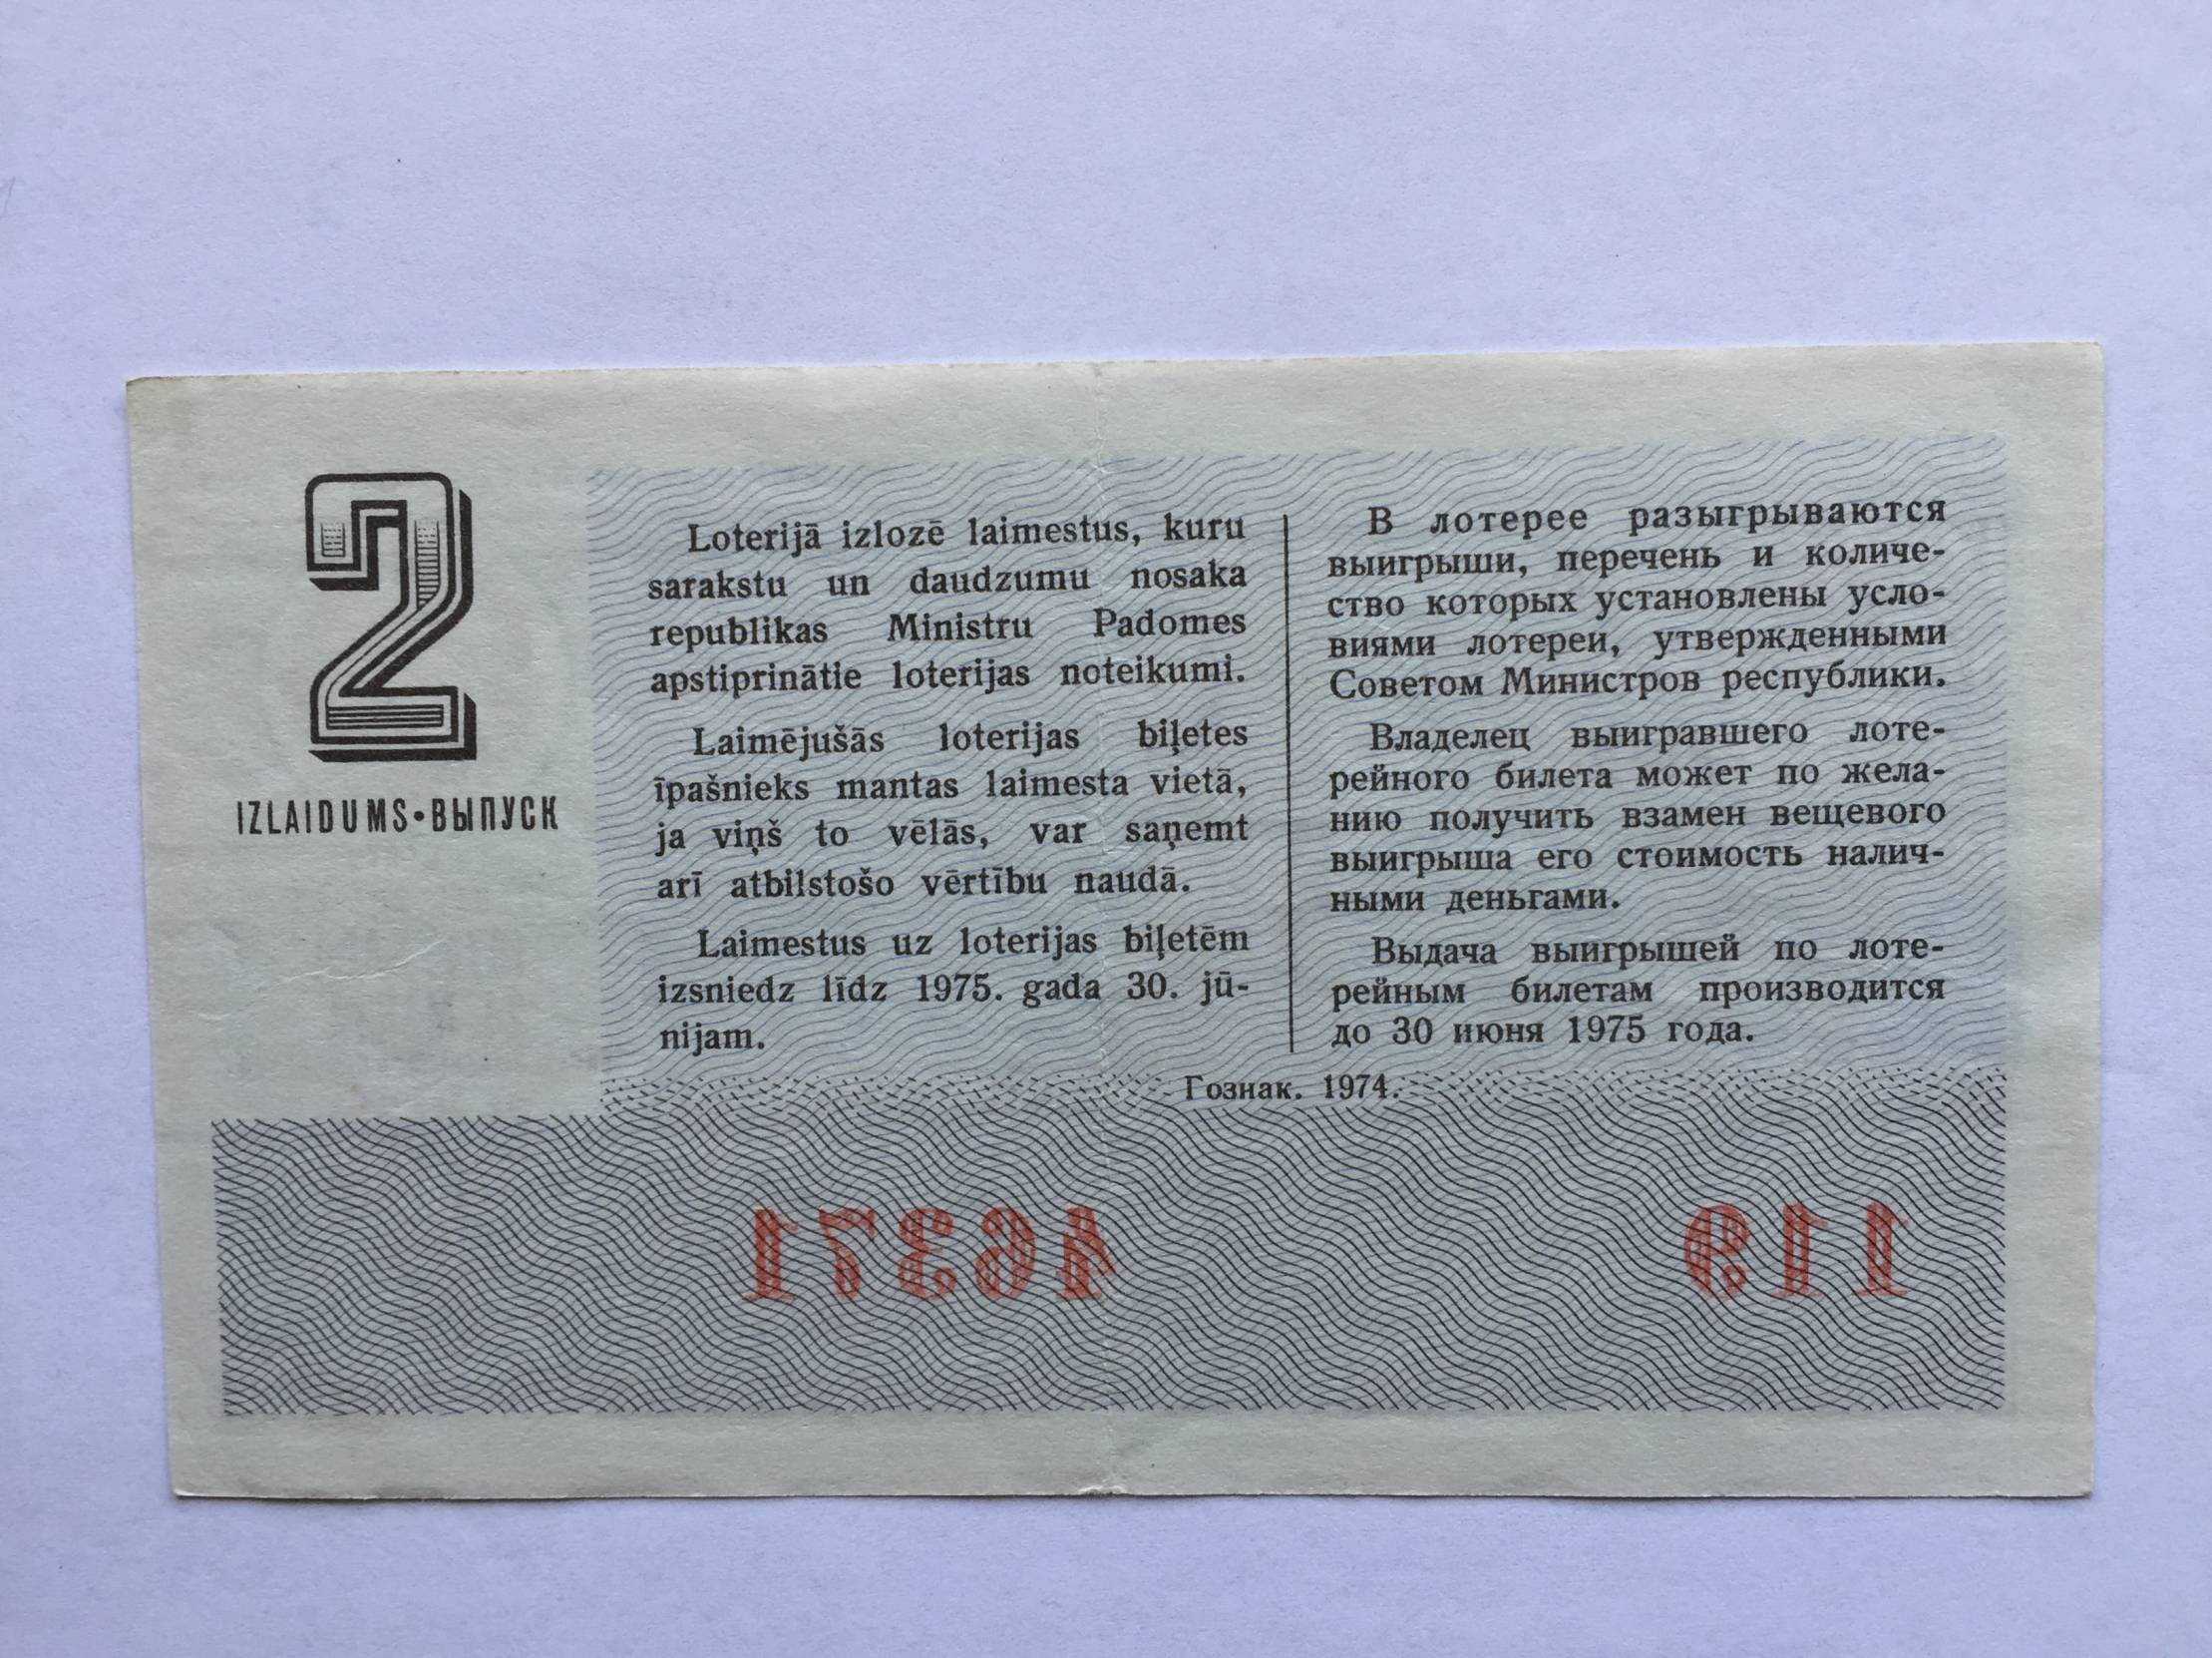 2
IZLAIDUMS•ВЫПУСК
Loterijā izlozē laimestus, kuru
sarakstu un daudzumu nosaka
republikas Ministru Padomes
apstiprinātie loterijas noteikumi.
Laimējušās loterijas biļetes
īpašnieks mantas laimesta vietā,
ja viņš to vēlās, var saņemt
arī atbilstošo vērtību naudā.
Laimestus uz loterijas biļetēm
izsniedz līdz 1975. gada 30. jū-
nijam.
В лотерее разыгрываются
выигрыши, перечень и количе-
ство которых установлены усло-
виями лотереи, утвержденными
Советом Министров республики.
Владелец выигравшего лоте-
рейного билета может по жела-
нию получить взамен вещевого
выигрыша его стоимость налич-
ными деньгами.
Выдача выигрышей по лоте-
рейным билетам производится
до 30 июня 1975 года.
Гознак. 1974.
46371
119